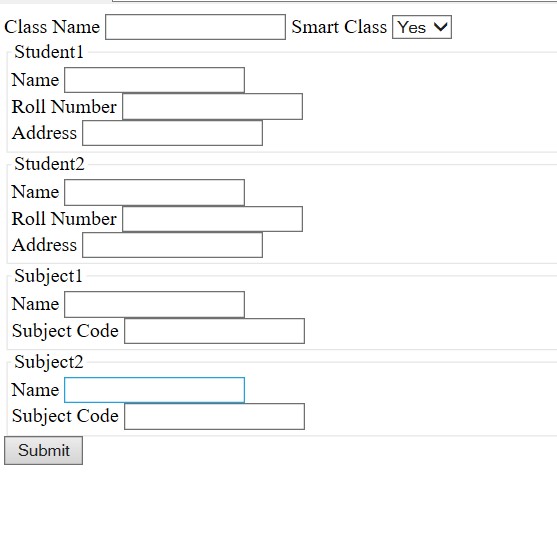 Class Name Smart Class Yes
Student1
Name
Roll Number
Address
Student2
Name
Roll Number
Address
Subject1
Name
Subject Code
Subject2
Name
Subject Code
Submit